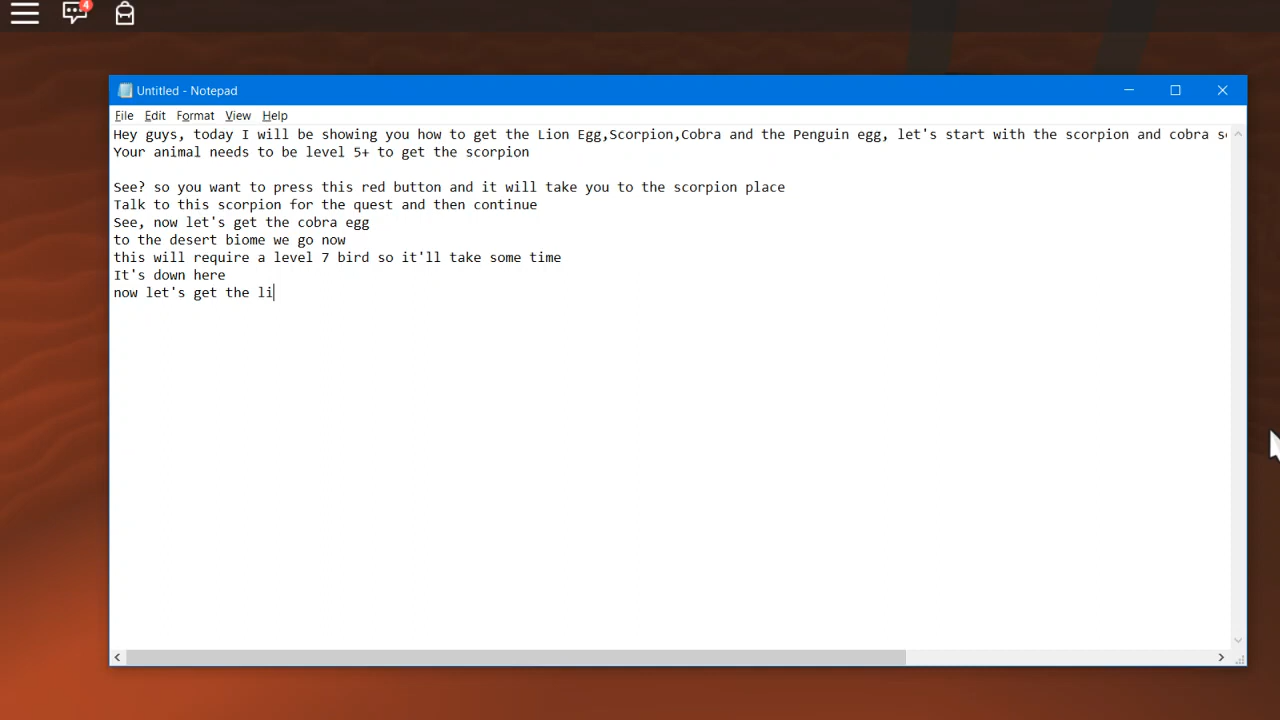 4
Untitled - Notepad
File Edit Format View Help
Hey guys, today I will be showing you how to get the Lion Egg,Scorpion,Cobra and the Penguin egg, let's start with the scorpion and cobra
Your animal needs to be level 5+ to get the scorpion
See? so you want to press this red button and it will take you to the scorpion place
Talk to this scorpion for the quest and then continue
See, now let's get the cobra egg
to the desert biome we go now
this will require a level 7 bird so it'll take some time
It's down here
now let's get the li